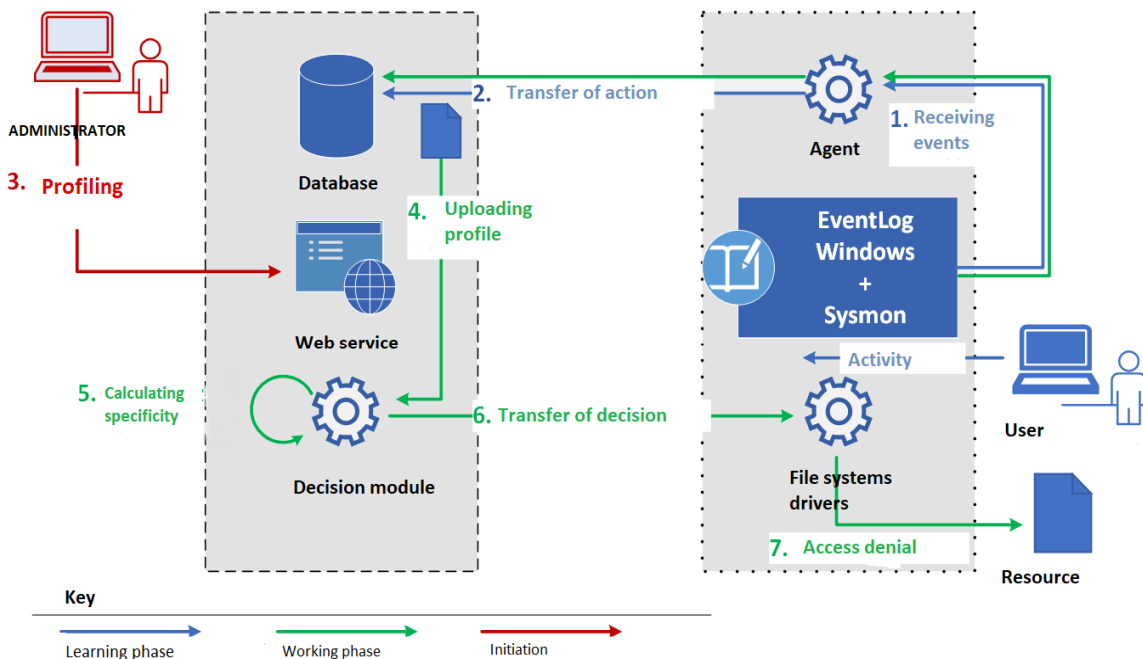 ADMINISTRATOR
3. Profiling
Database
2. Transfer of action
4. Uploading
profile
Web service
5. Calculating
specificity
Decision module
6. Transfer of decision
Agent
1. Receiving
events
EventLog
Windows
+
Sysmon
Activity
User
File systems
drivers
7. Access denial
Resource
Key
Learning phase
Working phase
Initiation